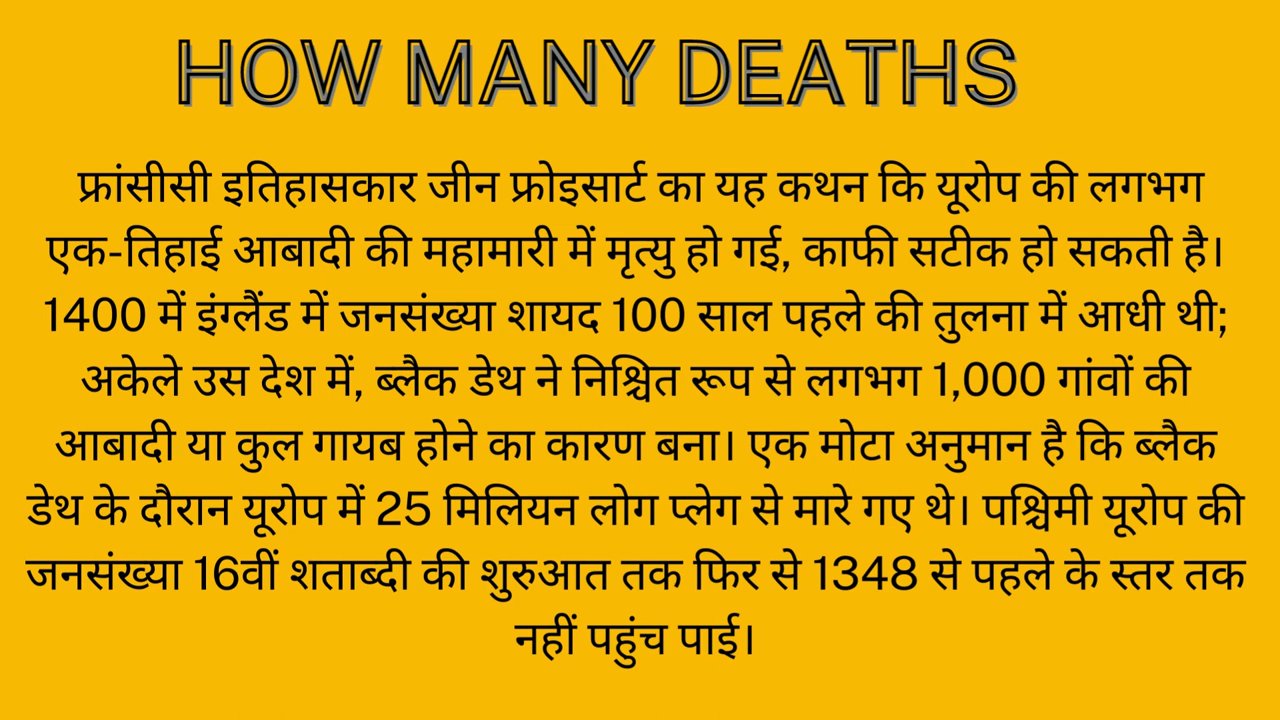 HOW MANY DEATHS
फ्रांसीसी इतिहासकार जीन फ्रोइसार्ट का यह कथन कि यूरोप की लगभग
एक-तिहाई आबादी की महामारी में मृत्यु हो गई, काफी सटीक हो सकती है।
1400 में इंग्लैंड में जनसंख्या शायद 100 साल पहले की तुलना में आधी थी;
अकेले उस देश में, ब्लैक डेथ ने निश्चित रूप से लगभग 1,000 गांवों की
आबादी या कुल गायब होने का कारण बना। एक मोटा अनुमान है कि ब्लैक
डेथ के दौरान यूरोप में 25 मिलियन लोग प्लेग से मारे गए थे। पश्चिमी यूरोप की
जनसंख्या 16वीं शताब्दी की शुरुआत तक फिर से 1348 से पहले के स्तर तक
नहीं पहुंच पाई।